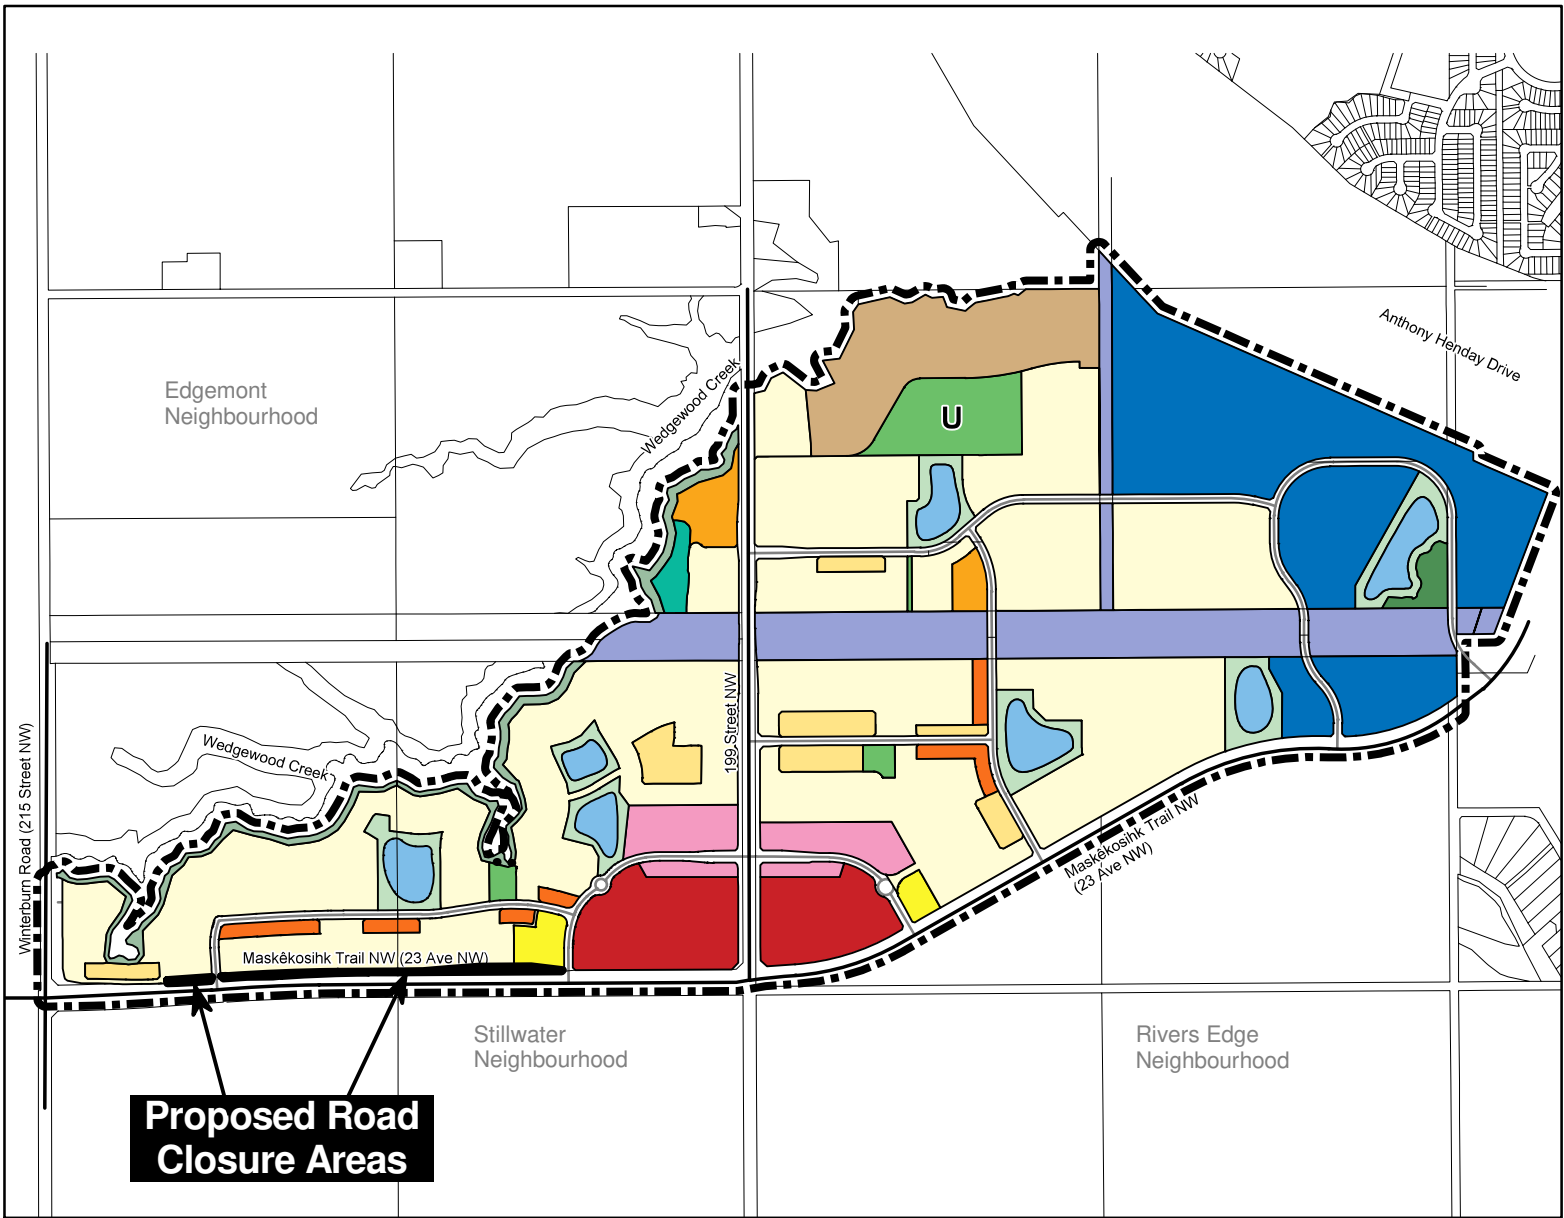 Anthony Henday Drive
Edgemont
Neighbourhood
Wedgewood Creek
U
199 Street NW
Wedgewood Creek
Winterburn Road (215 Street NW)
Maskêkosihk Trail NW
(23 Ave NW)
Maskêkosihk Trail NW (23 Ave NW)
Stillwater
Neighbourhood
Rivers Edge
Neighbourhood
Proposed Road
Closure Areas